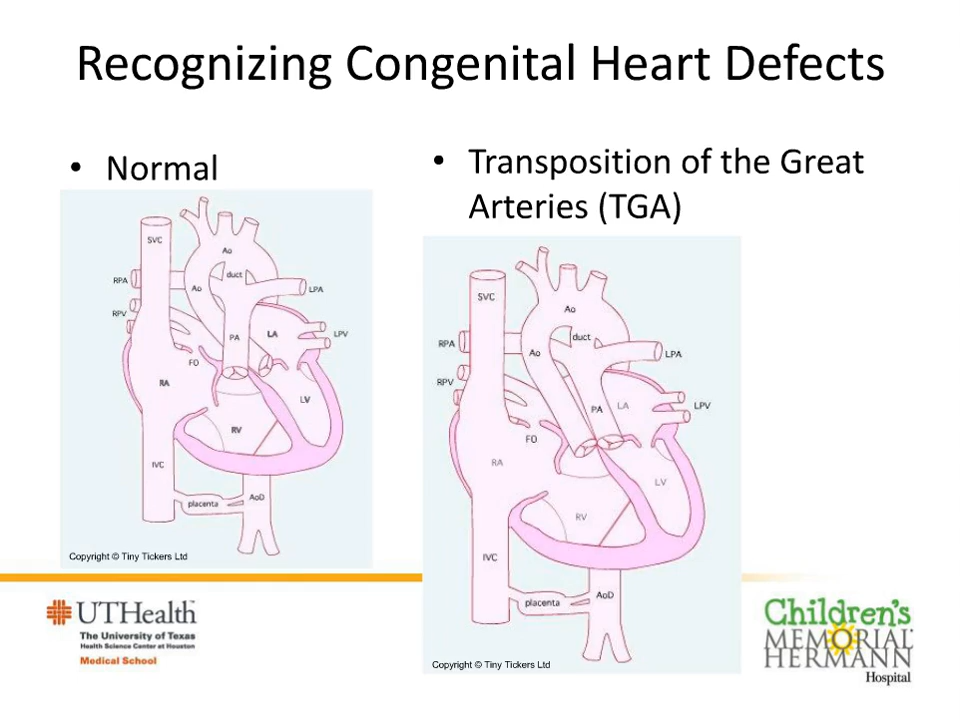 Recognizing Congenital Heart Defects
• Normal
SVC
Ao
duct
RPA
Ao
LPA
RPV
PA
LA
LPV
FO
RA
LV
RV
IVC
AoD
placenta
Copyright © Tiny Tickers Ltd
• Transposition of the Great
Arteries (TGA)
SVC
Ao
duct
RPA
Ao
LPA
RPV
PA
LA
LPV
FO
RA
LV
RV
IVC
AoD
placenta
Copyright © Tiny Tickers Ltd
UTHealth™
The University of Texas
Health Science Center at Houston
Medical School
Children's
MEMORIAL
HERMANN
Hospital